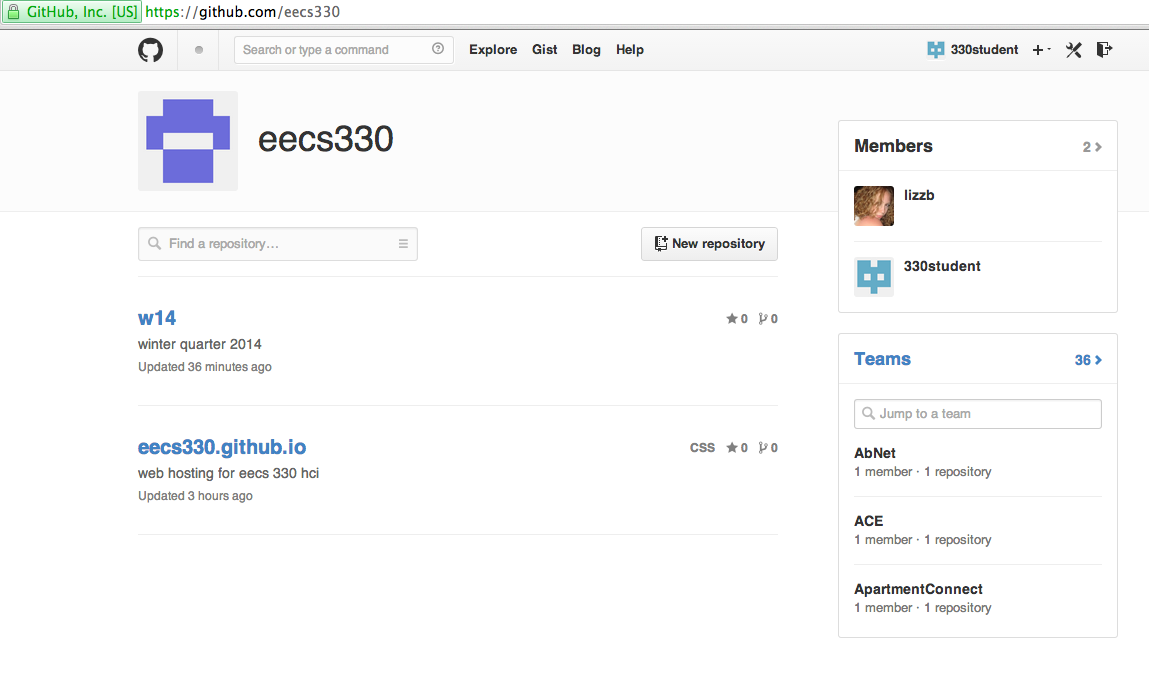 GitHub, Inc. [US] https://github.com/eecs330
Search or type a command Explore Gist Blog Help 330student
eecs330
Find a repository… New repository
w14 0 0
winter quarter 2014
Updated 36 minutes ago
eecs330.github.io CSS 0 0
web hosting for eecs 330 hci
Updated 3 hours ago
Members 2
lizzb
330student
Teams 36
Jump to a team
AbNet
1 member · 1 repository
ACE
1 member · 1 repository
ApartmentConnect
1 member · 1 repository